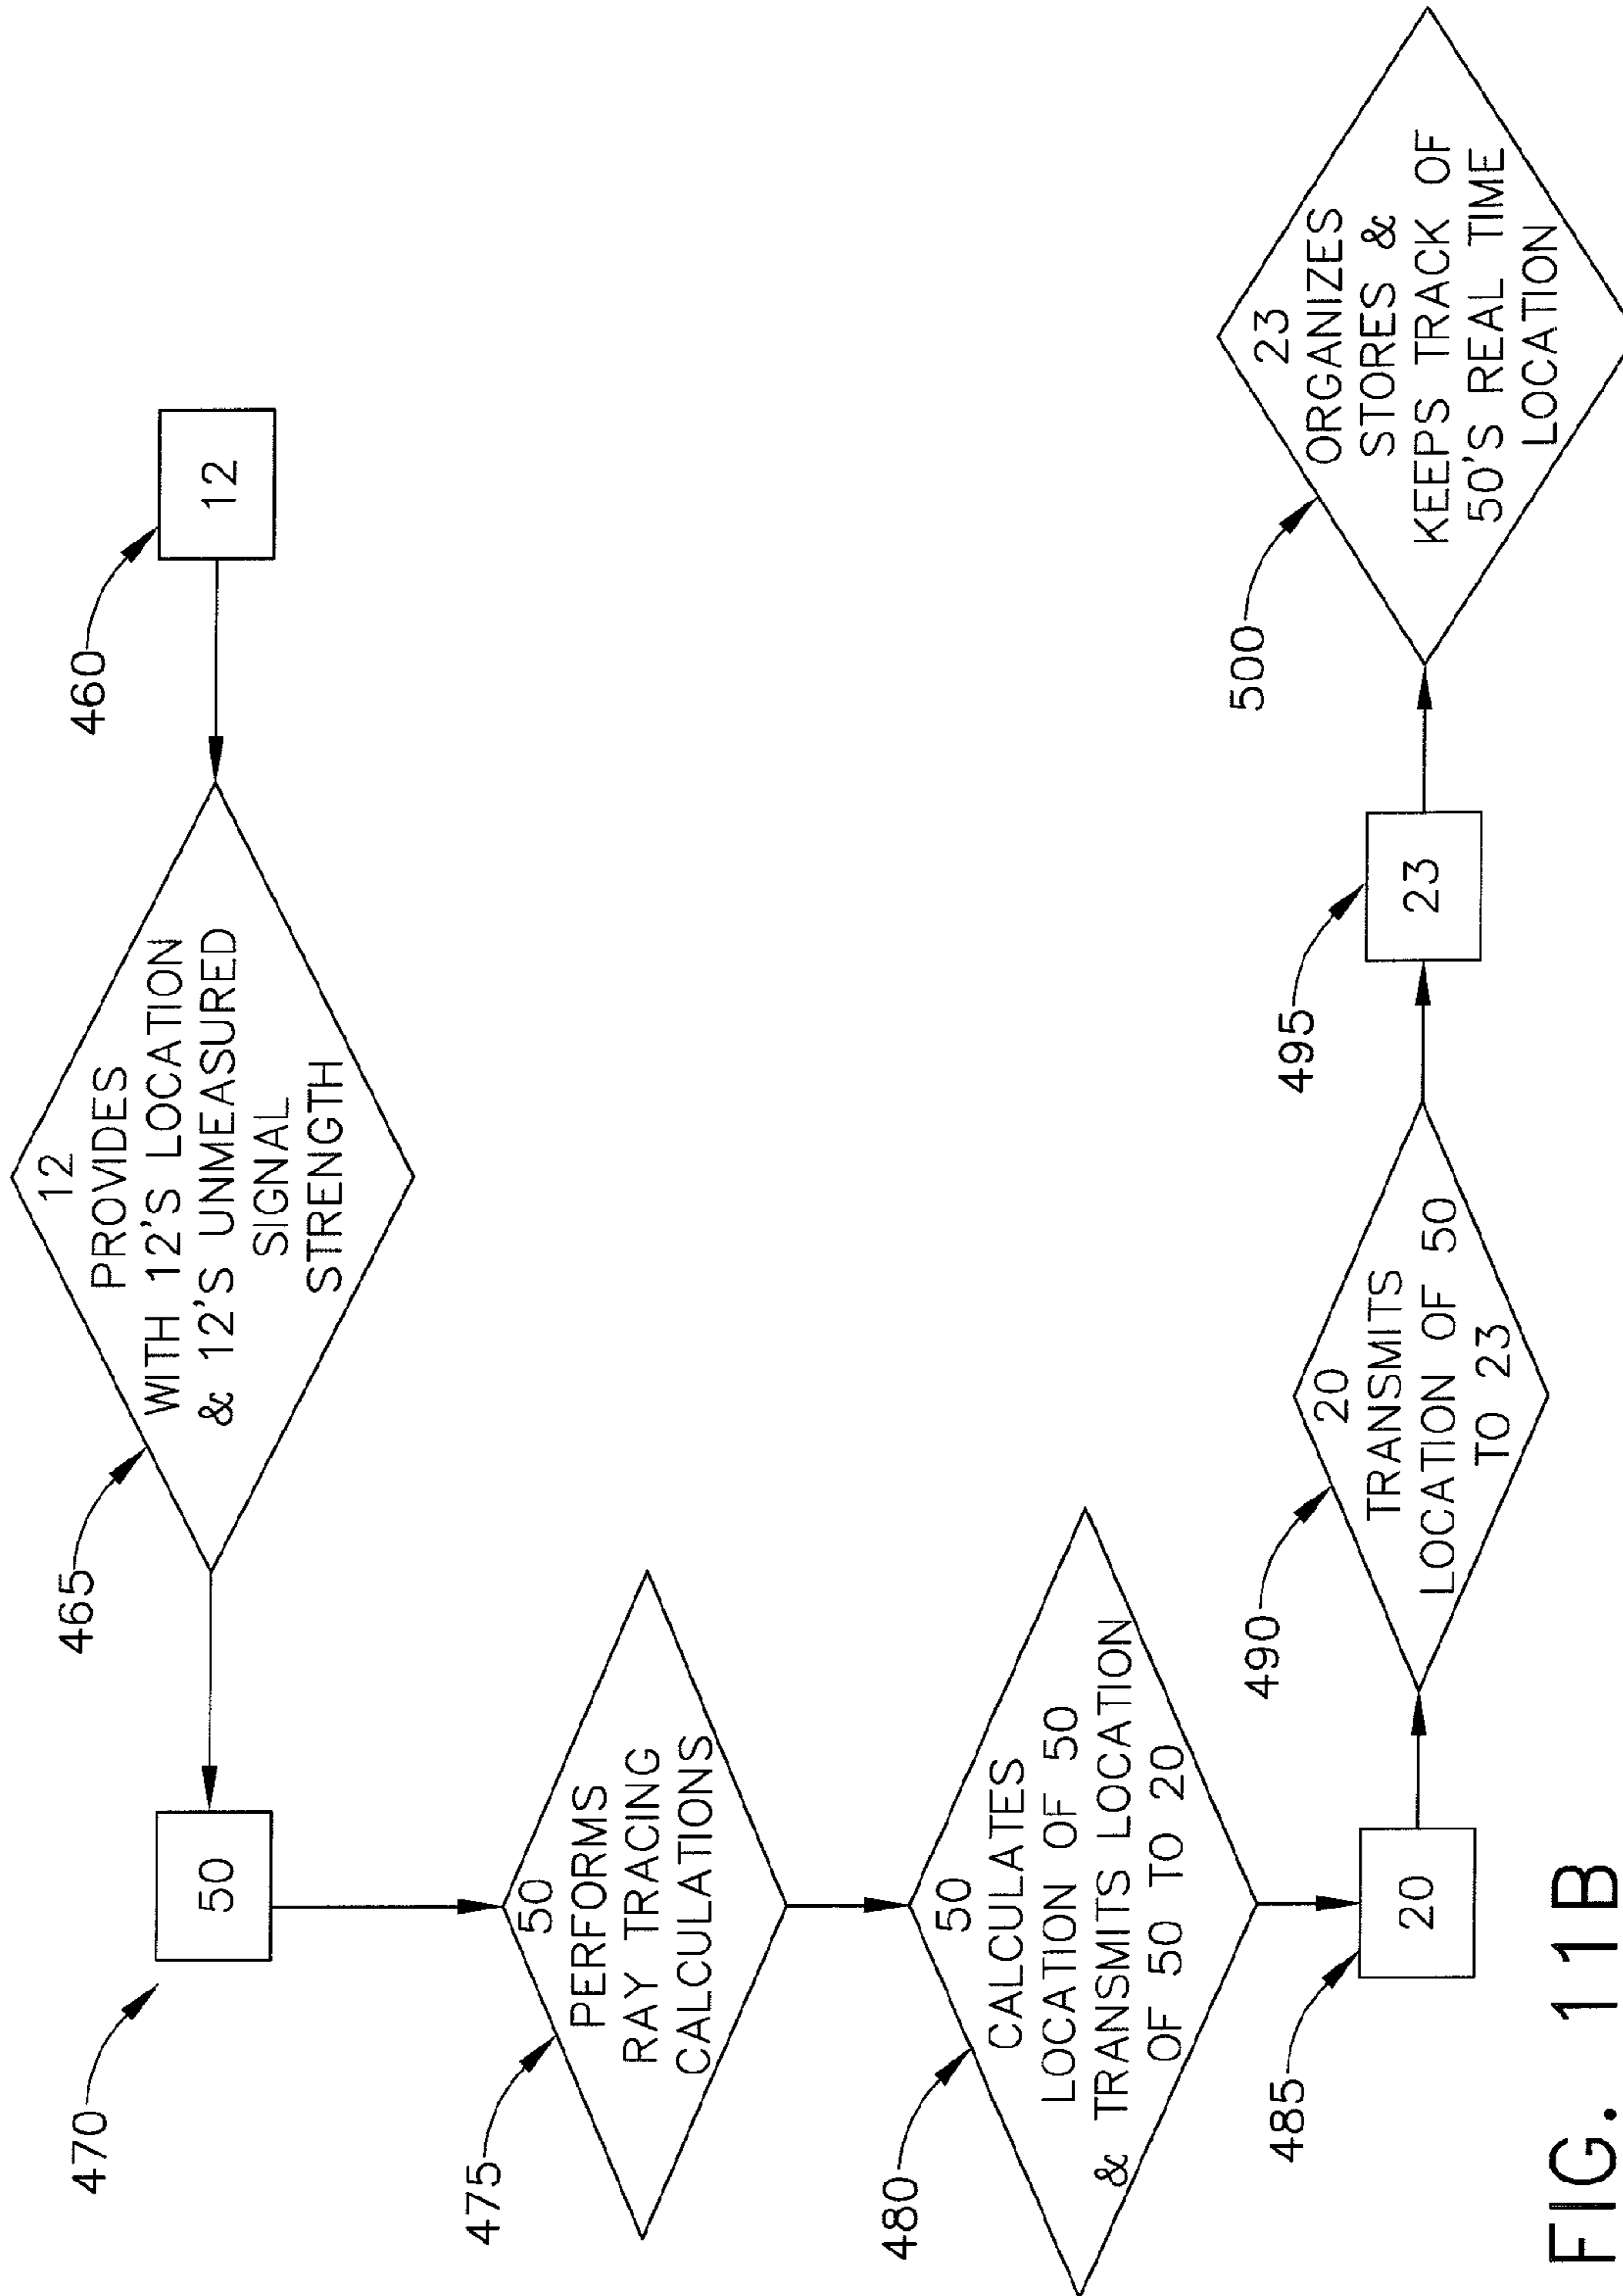 460
12
465
12
PROVIDES
WITH 12'S LOCATION
& 12'S UNMEASURED
SIGNAL
STRENGTH
470
50
475
50
PERFORMS
RAY TRACING
CALCULATIONS
480
50
CALCULATES
LOCATION OF 50
& TRANSMITS LOCATION
OF 50 TO 20
485
20
490
20
TRANSMITS
LOCATION OF 50
TO 23
495
23
500
23
ORGANIZES
STORES &
KEEPS TRACK OF
50'S REAL TIME
LOCATION
FIG. 11B